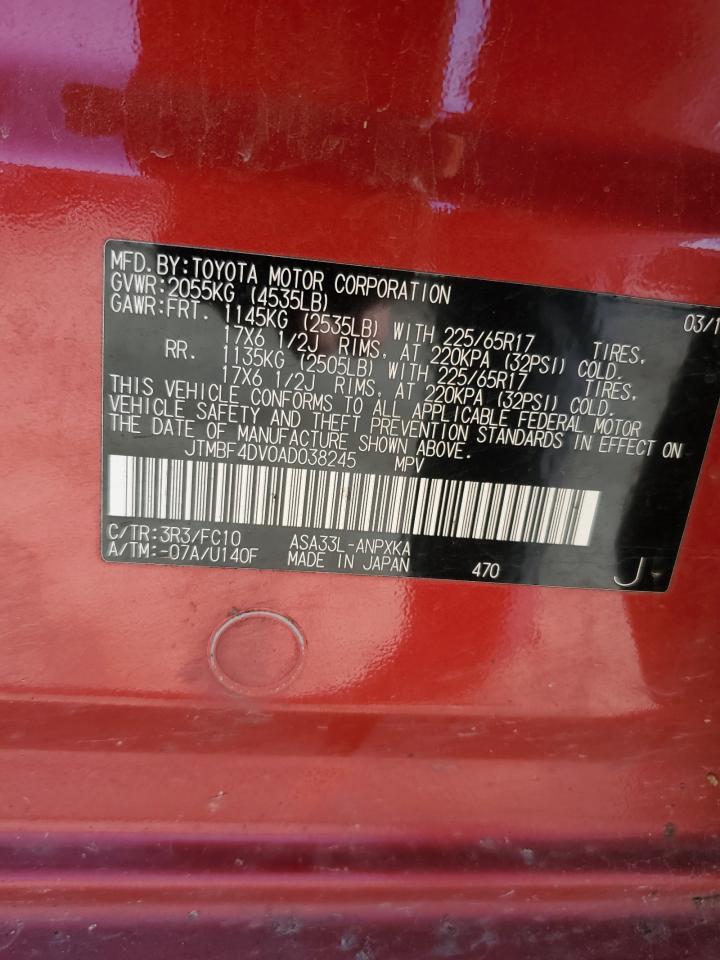 MFD.BY:TOYOTA MOTOR CORPORATION 03/1
GVWR:2055KG (4535LB)
GAWR:FRT. 1145KG (2535LB) WITH 225/65R17 TIRES,
17X6 1/2J RIMS, AT 220KPA (32PSI) COLD.
RR. 1135KG (2505LB) WITH 225/65R17 TIRES,
17X6 1/2J RIMS, AT 220KPA (32PSI) COLD.
THIS VEHICLE CONFORMS TO ALL APPLICABLE FEDERAL MOTOR
VEHICLE SAFETY AND THEFT PREVENTION STANDARDS IN EFFECT ON
THE DATE OF MANUFACTURE SHOWN ABOVE.
JTMBF4DV0AD038245 MPV
C/TR:3R3/FC10 ASA33L-ANPXKA
A/TM:-07A/U140F MADE IN JAPAN 470 J-